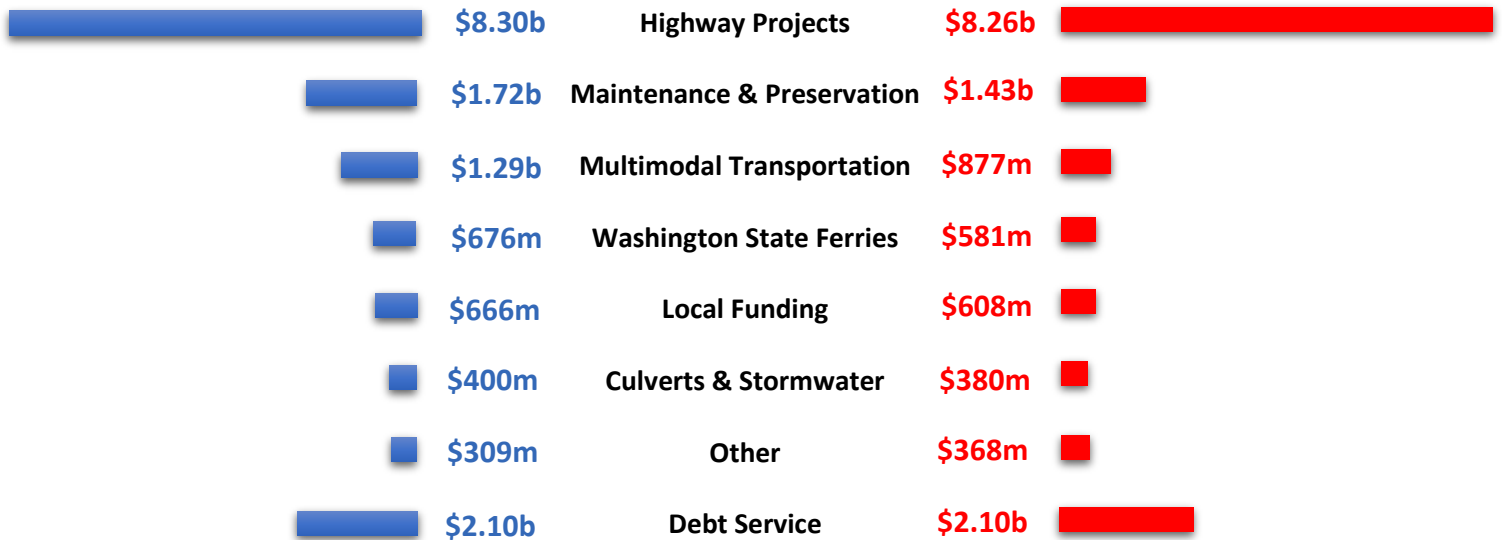 $8.30b Highway Projects $8.26b
$1.72b Maintenance & Preservation $1.43b
$1.29b Multimodal Transportation $877m
$676m Washington State Ferries $581m
$666m Local Funding $608m
$400m Culverts & Stormwater $380m
$309m Other $368m
$2.10b Debt Service $2.10b